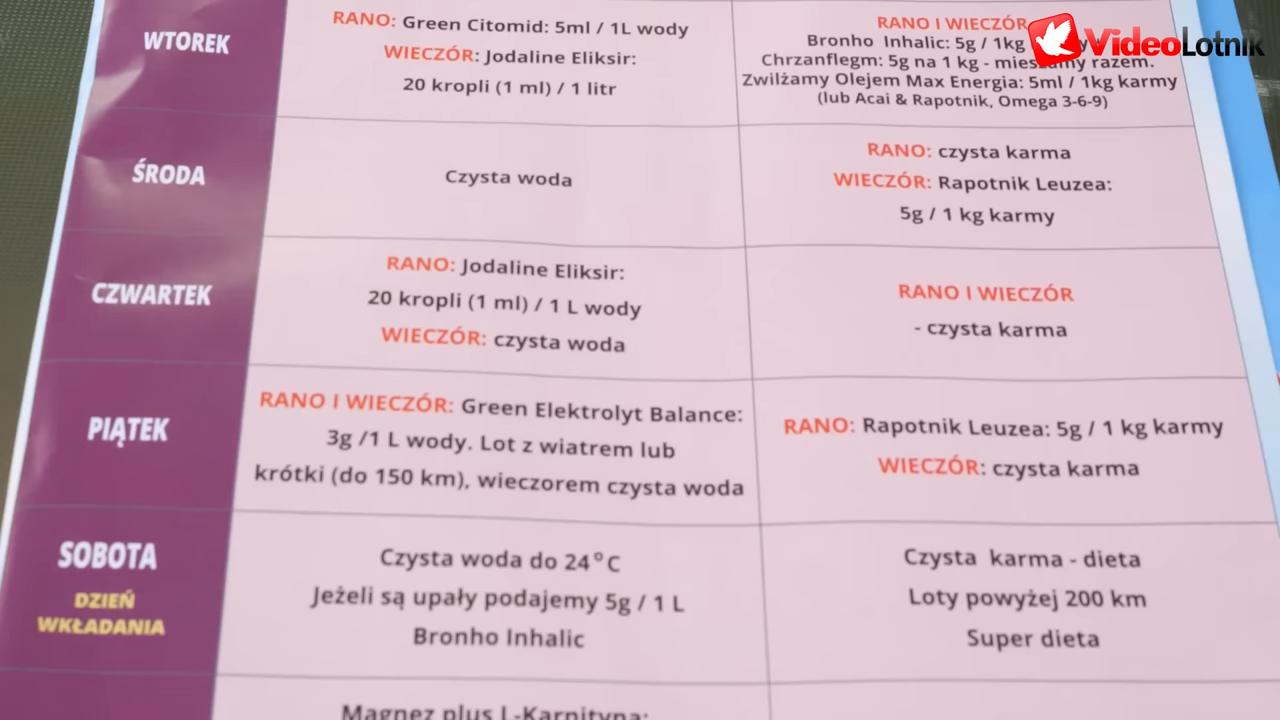 VideoLotnik
WTOREK
RANO: Green Citomid: 5ml / 1L wody
WIECZÓR: Jodaline Eliksir:
20 kropli (1 ml) / 1 litr
RANO I WIECZÓR
Bronho Inhalic: 5g / 1kg
Chrzanflegm: 5g na 1 kg - mieszamy razem.
Zwilżamy Olejem Max Energia: 5ml / 1kg karmy
(lub Acai & Rapotnik, Omega 3-6-9)
ŚRODA
Czysta woda
RANO: czysta karma
WIECZÓR: Rapotnik Leuzea:
5g / 1 kg karmy
CZWARTEK
RANO: Jodaline Eliksir:
20 kropli (1 ml) / 1 L wody
WIECZÓR: czysta woda
RANO I WIECZÓR
- czysta karma
PIĄTEK
RANO I WIECZÓR: Green Elektrolyt Balance:
3g /1 L wody. Lot z wiatrem lub
krótki (do 150 km), wieczorem czysta woda
RANO: Rapotnik Leuzea: 5g / 1 kg karmy
WIECZÓR: czysta karma
SOBOTA
DZIEŃ
WKŁADANIA
Czysta woda do 24°C
Jeżeli są upały podajemy 5g / 1 L
Bronho Inhalic
Czysta karma - dieta
Loty powyżej 200 km
Super dieta
Magnez plus L-Karnityna: